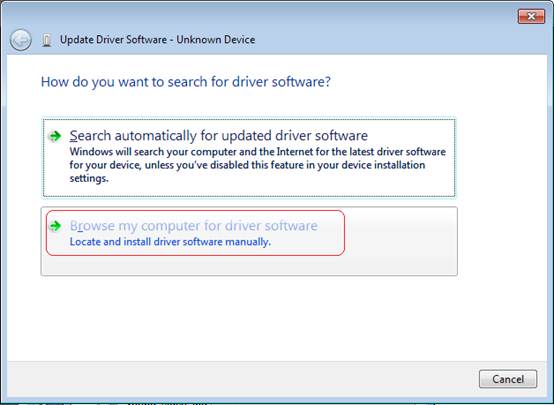 Update Driver Software - Unknown Device
How do you want to search for driver software?
Search automatically for updated driver software
Windows will search your computer and the Internet for the latest driver software
for your device, unless you've disabled this feature in your device installation
settings.
Browse my computer for driver software
Locate and install driver software manually.
Cancel